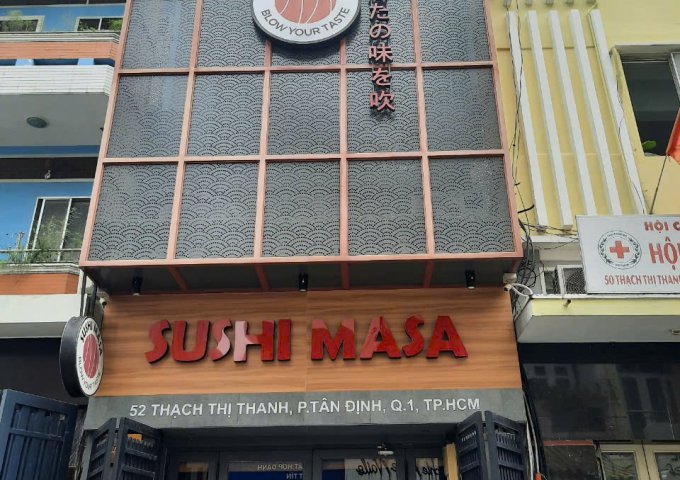 BLOW YOUR TASTE
たの味を吹
SUSHI MASA
52 THẠCH THỊ THANH, P.TÂN ĐỊNH, Q.1, TP.HCM
HỘI C
HỘI
50 THẠCH THỊ THANH